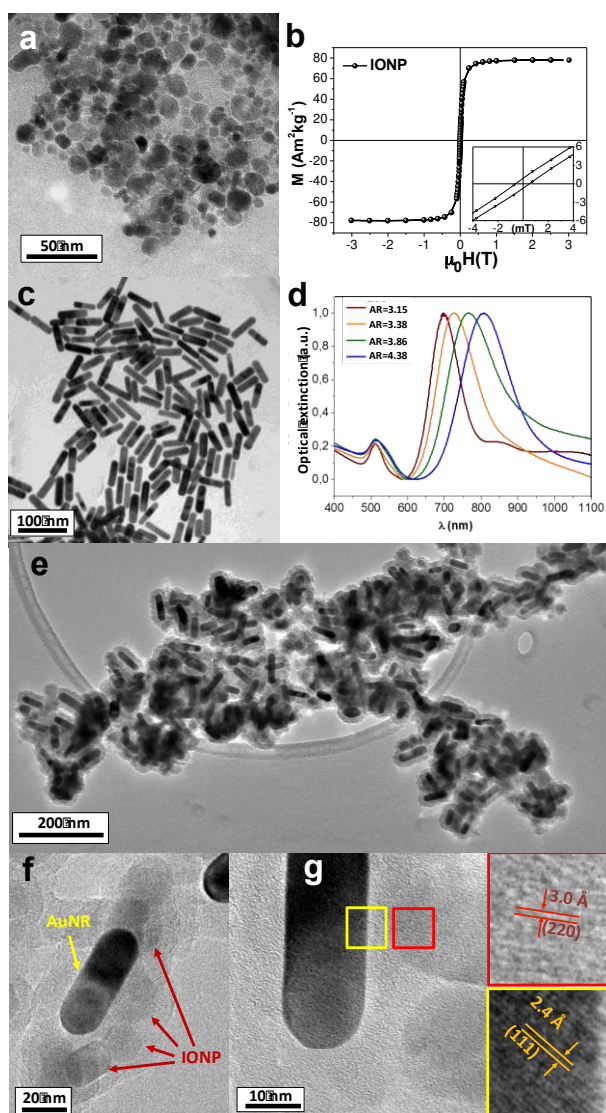 a
50 nm
b
IONP
M (Am²kg⁻¹)
80
60
40
20
0
-20
-40
-60
-80
-3 -2 -1 0 1 2 3
μ₀H(T)
6
3
0
-3
-6
-4 -2 0 2 4
(mT)
c
100 nm
d
AR=3.15
AR=3.38
AR=3.86
AR=4.38
Optical extinction (a.u.)
1,0
0,8
0,6
0,4
0,2
0,0
400 500 600 700 800 900 1000 1100
λ (nm)
e
200 nm
f
AuNR
IONP
20 nm
g
10 nm
3.0 Å
(220)
2.4 Å
(1̄11)